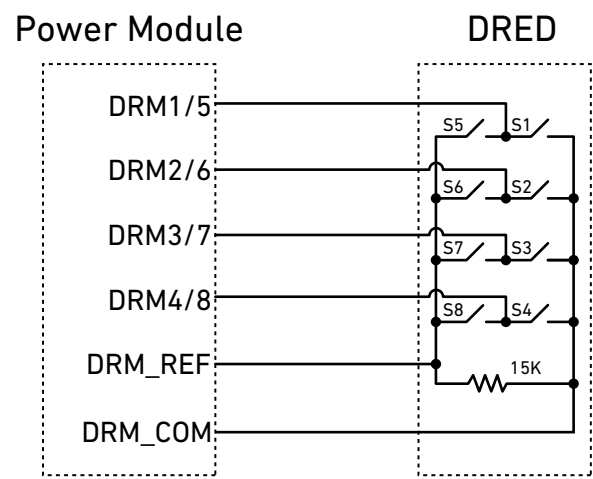 Power Module
DRED
DRM1/5
S5
S1
DRM2/6
S6
S2
DRM3/7
S7
S3
DRM4/8
S8
S4
DRM_REF
15K
DRM_COM